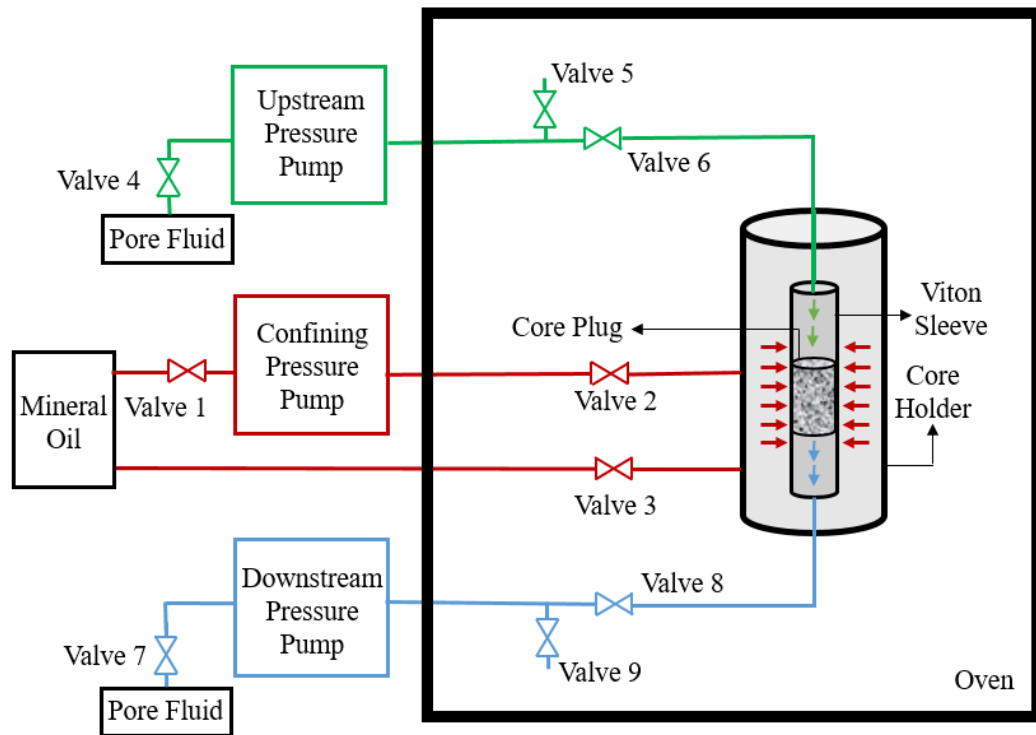 Valve 5
Upstream
Pressure
Pump
Valve 6
Valve 4
Pore Fluid
Viton
Sleeve
Core Plug
Confining
Pressure
Pump
Core
Holder
Mineral
Oil
Valve 1
Valve 2
Valve 3
Downstream
Pressure
Pump
Valve 8
Valve 7
Valve 9
Oven
Pore Fluid